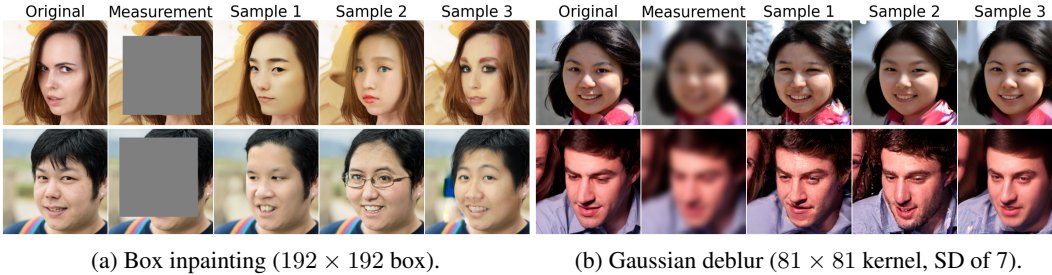 Original Measurement Sample 1 Sample 2 Sample 3
Original Measurement Sample 1 Sample 2 Sample 3
(a) Box inpainting (192 × 192 box).
(b) Gaussian deblur (81 × 81 kernel, SD of 7).